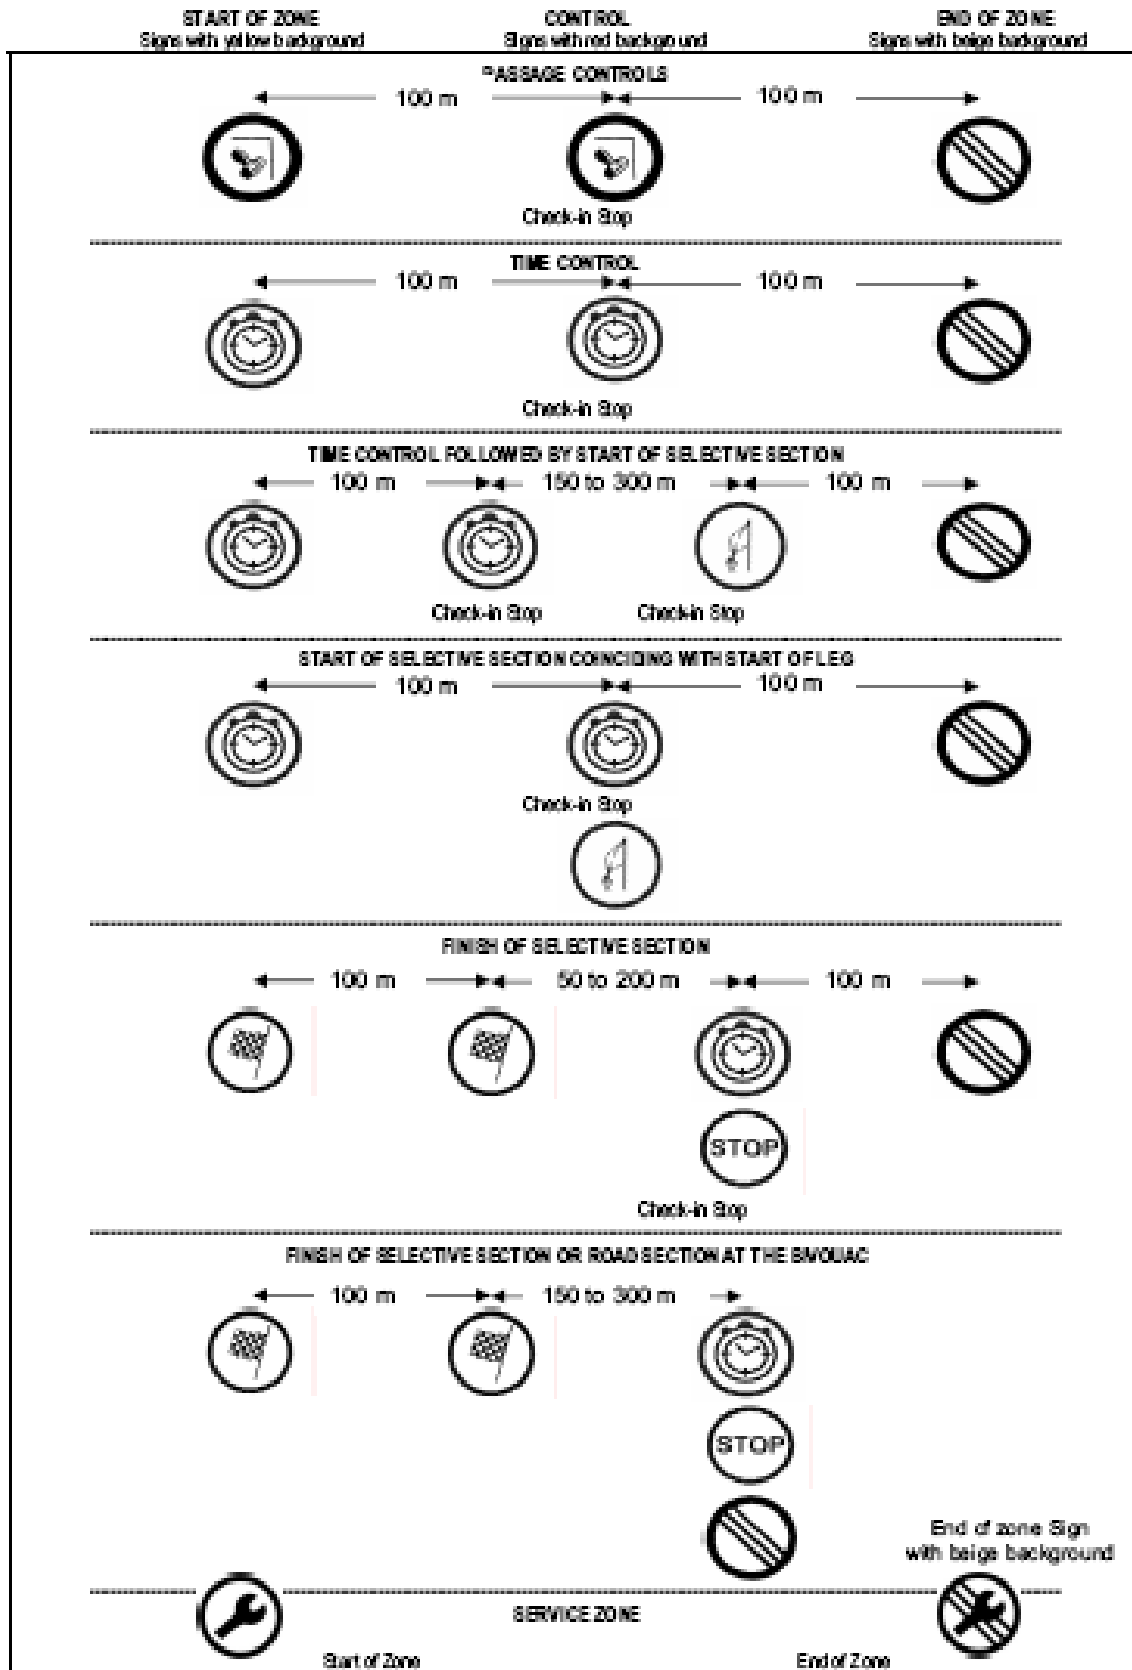 START OF ZONE CONTROL END OF ZONE
Signs with yellow background Signs with red background Signs with beige background
PASSAGE CONTROLS
100 m 100 m
Check-in Stop
TIME CONTROL
100 m 100 m
Check-in Stop
TIME CONTROL FOLLOWED BY START OF SELECTIVE SECTION
100 m 150 to 300 m 100 m
Check-in Stop Check-in Stop
START OF SELECTIVE SECTION COINCIDING WITH START OF LEG
100 m 100 m
Check-in Stop
FINISH OF SELECTIVE SECTION
100 m 50 to 200 m 100 m
STOP
Check-in Stop
FINISH OF SELECTIVE SECTION OR ROAD SECTION AT THE BIVOUAC
100 m 150 to 300 m
STOP
End of zone Sign
with beige background
SERVICE ZONE
Start of Zone End of Zone